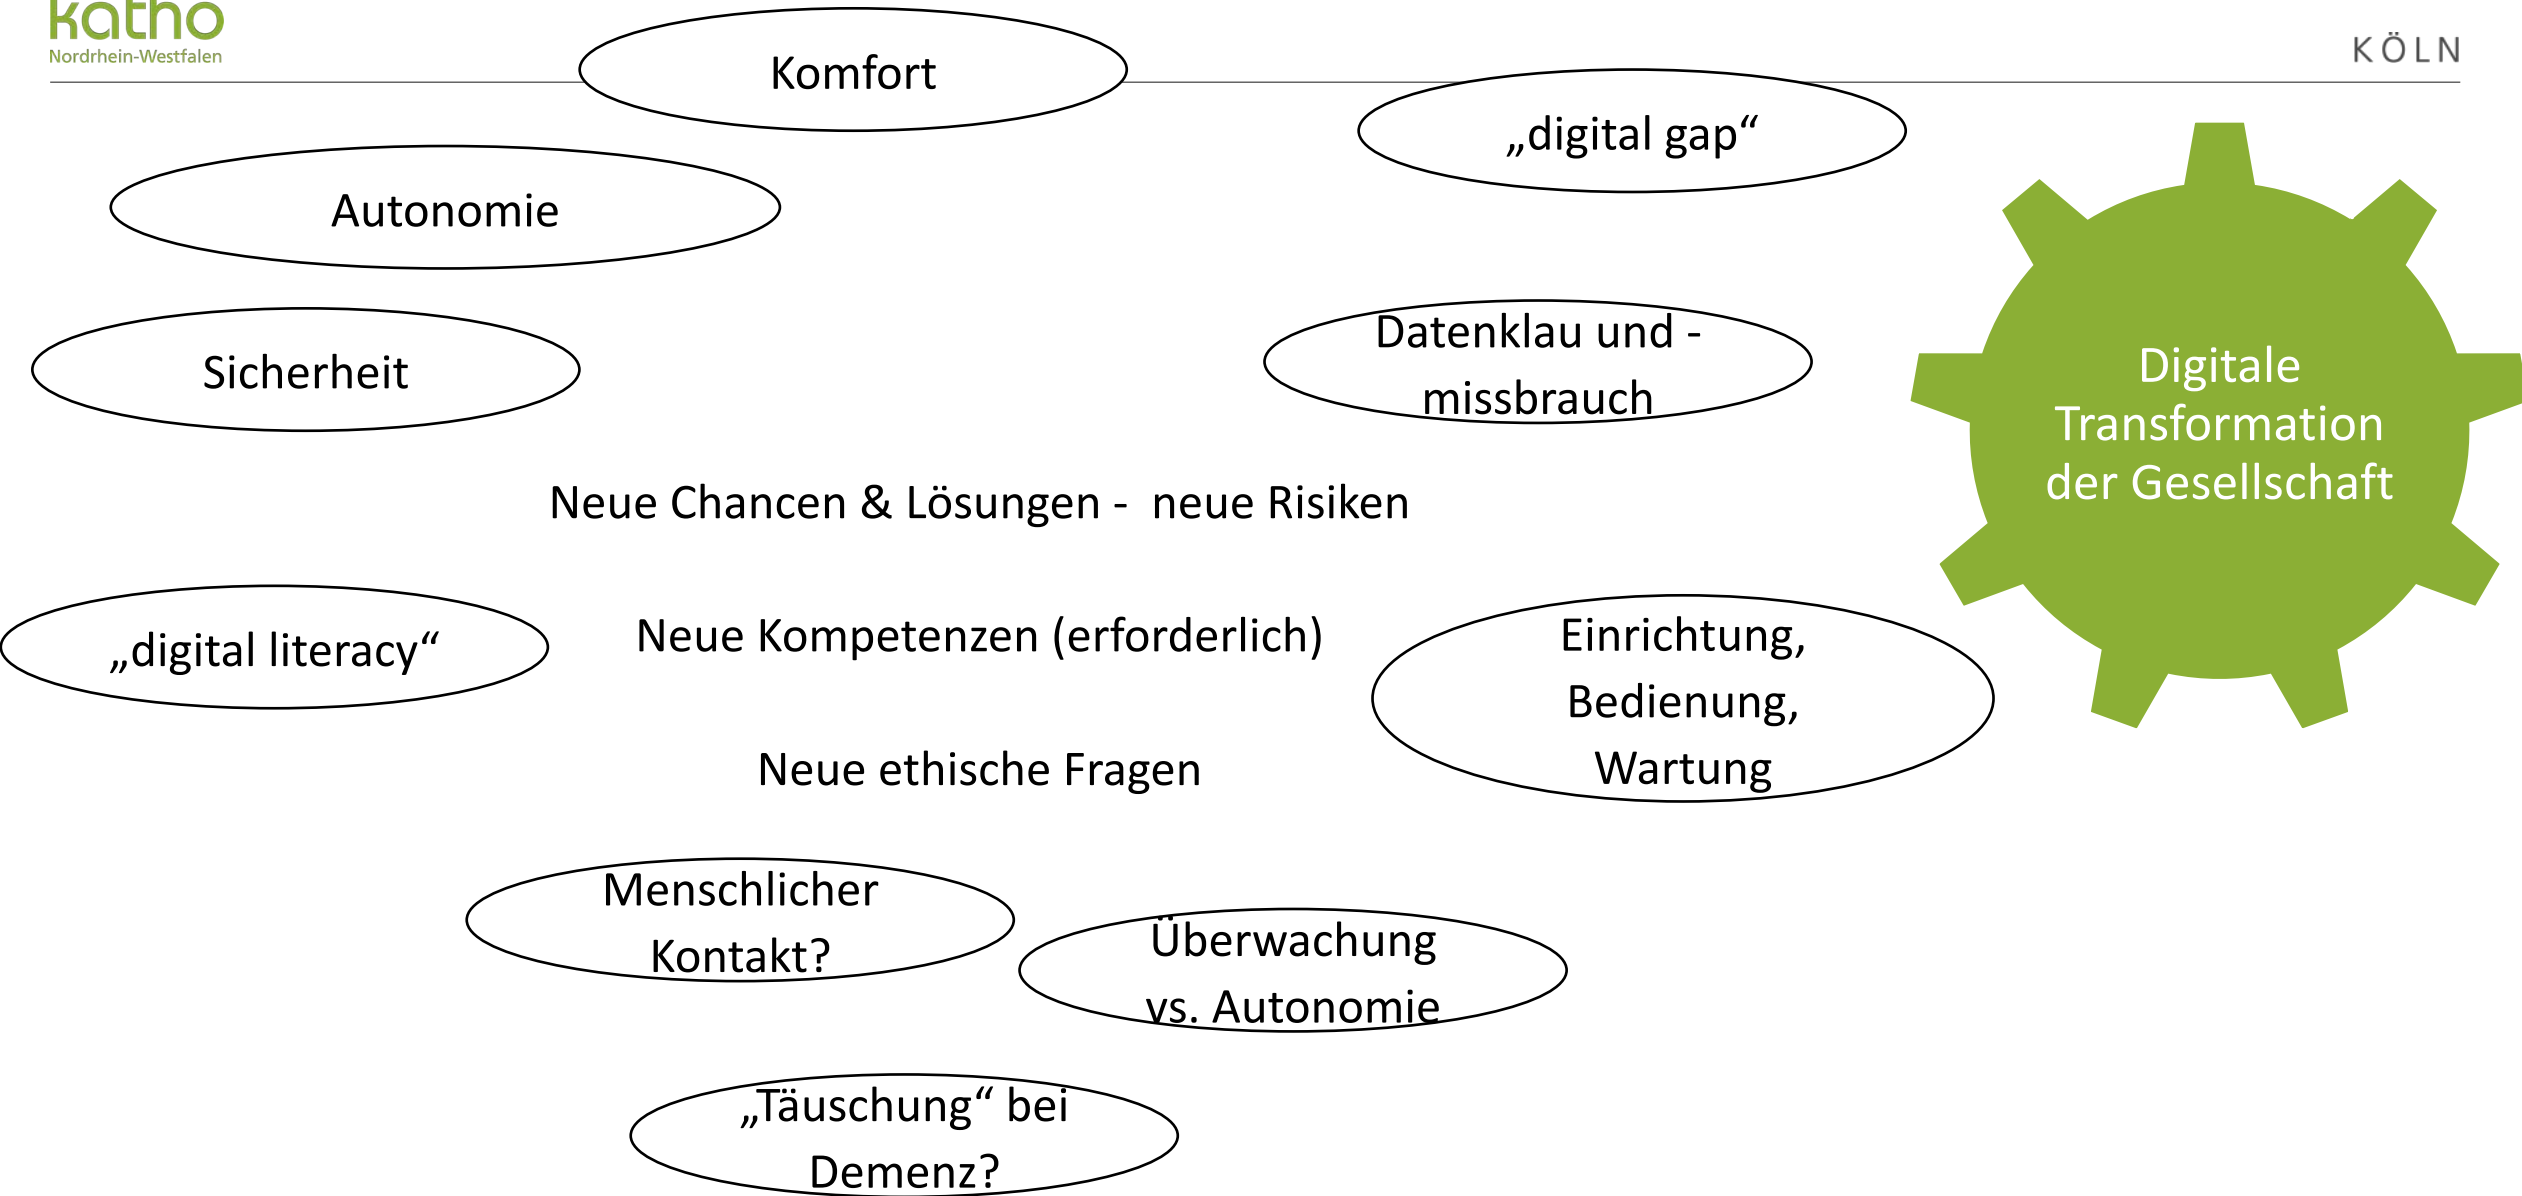 katho
Nordrhein-Westfalen
KÖLN
Komfort
„digital gap“
Autonomie
Sicherheit
Datenklau und -
missbrauch
Digitale
Transformation
der Gesellschaft
Neue Chancen & Lösungen - neue Risiken
„digital literacy“
Neue Kompetenzen (erforderlich)
Einrichtung,
Bedienung,
Wartung
Neue ethische Fragen
Menschlicher
Kontakt?
Überwachung
vs. Autonomie
„Täuschung“ bei
Demenz?